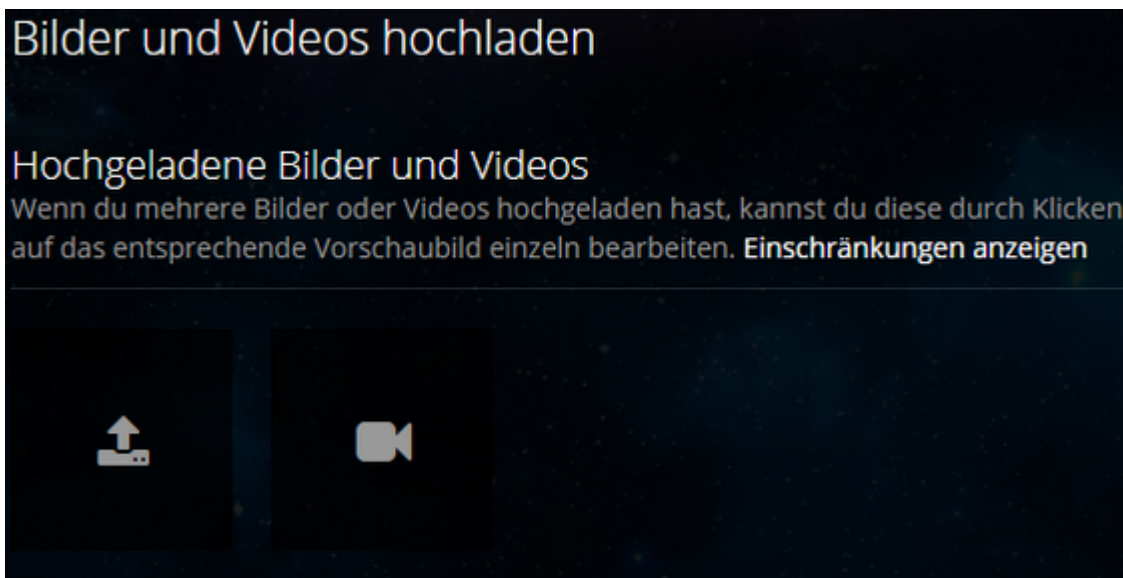 Bilder und Videos hochladen
Hochgeladene Bilder und Videos
Wenn du mehrere Bilder oder Videos hochgeladen hast, kannst du diese durch Klicken
auf das entsprechende Vorschaubild einzeln bearbeiten. Einschränkungen anzeigen